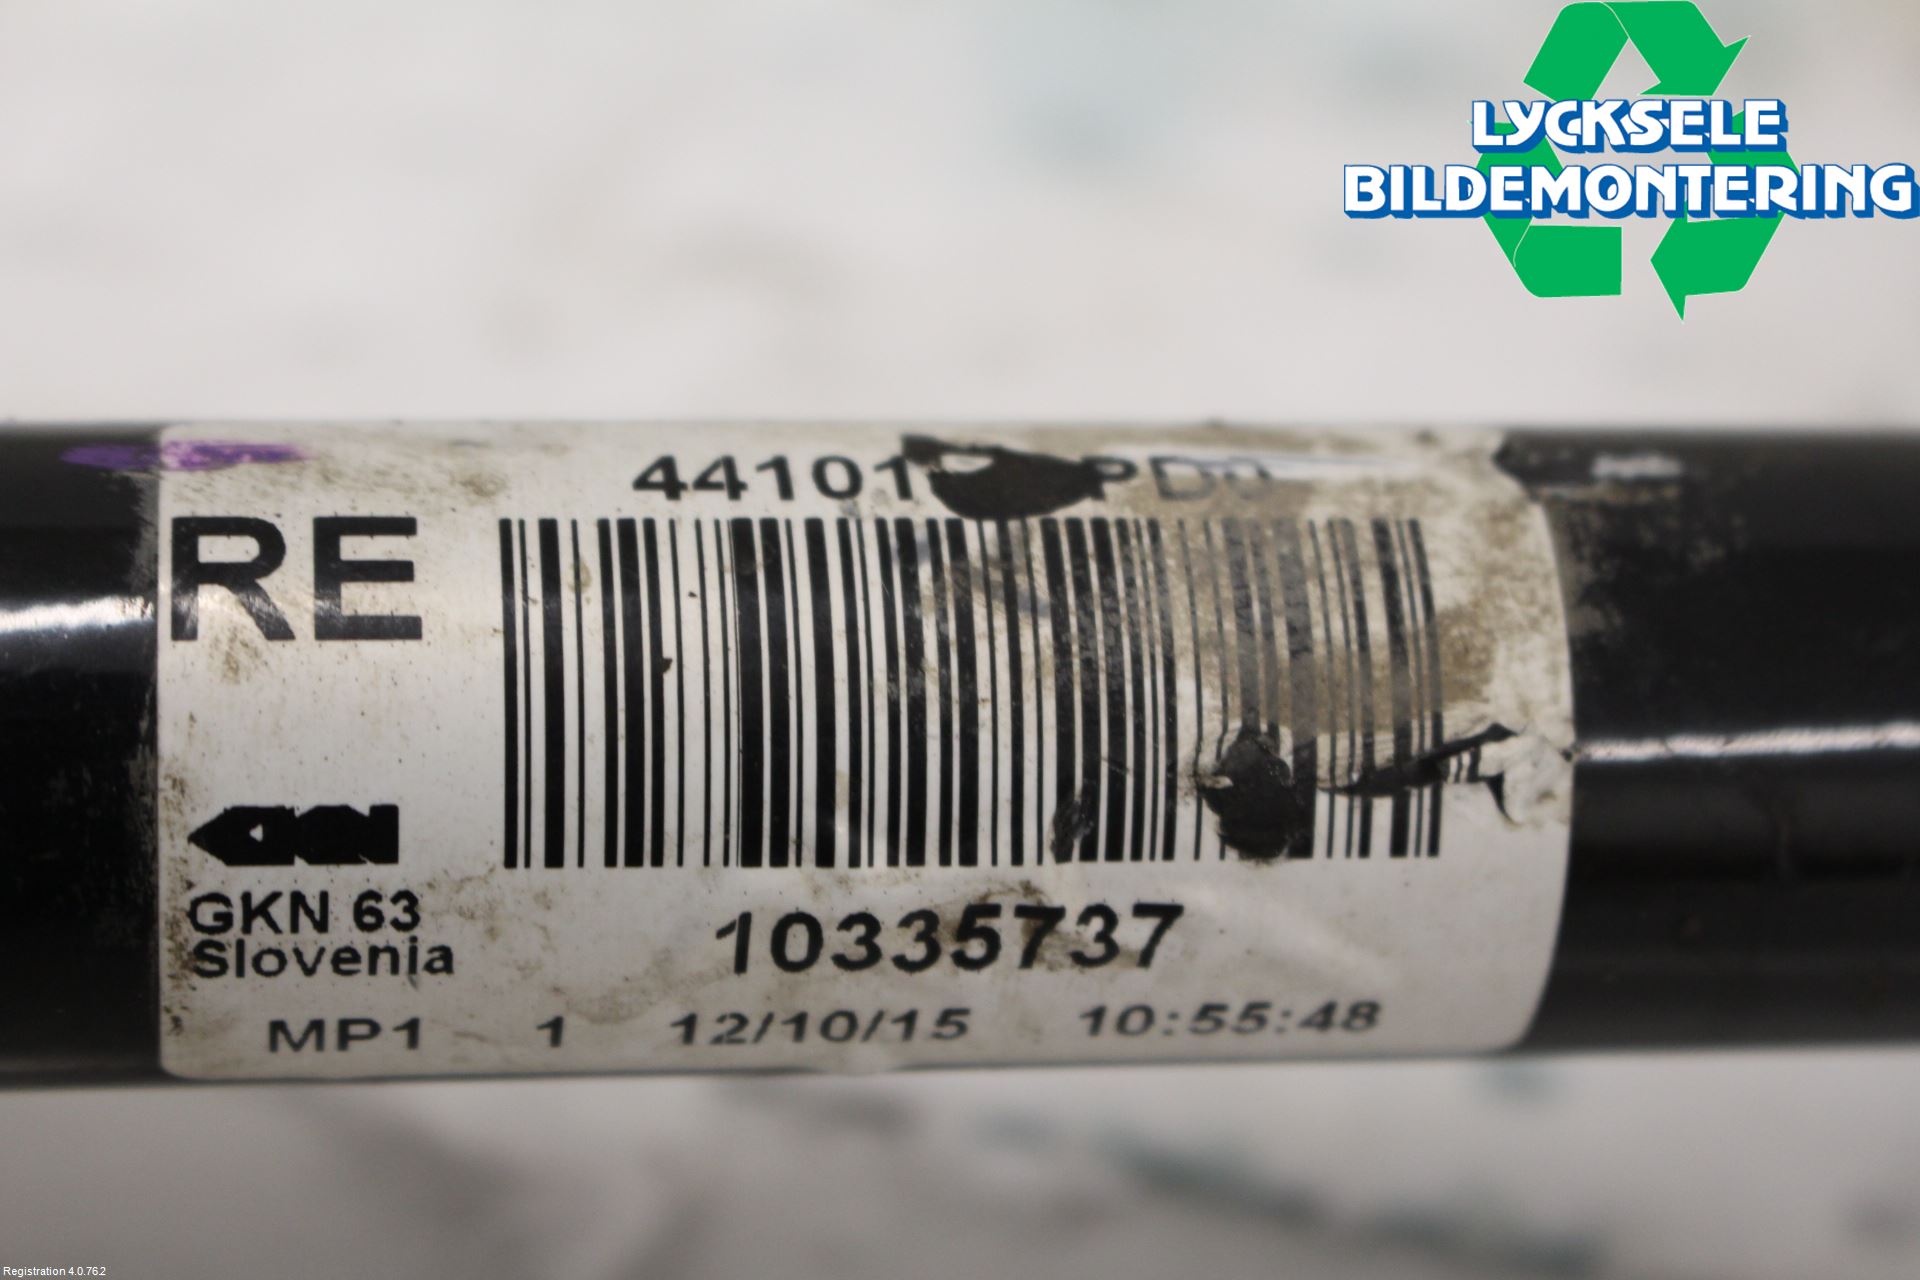 LYCKSELE
BILDEMONTERING
RE
GKN 63
Slovenia
10335737
MP1 1 12/10/15 10:55:48
Registration 4.0.76.2